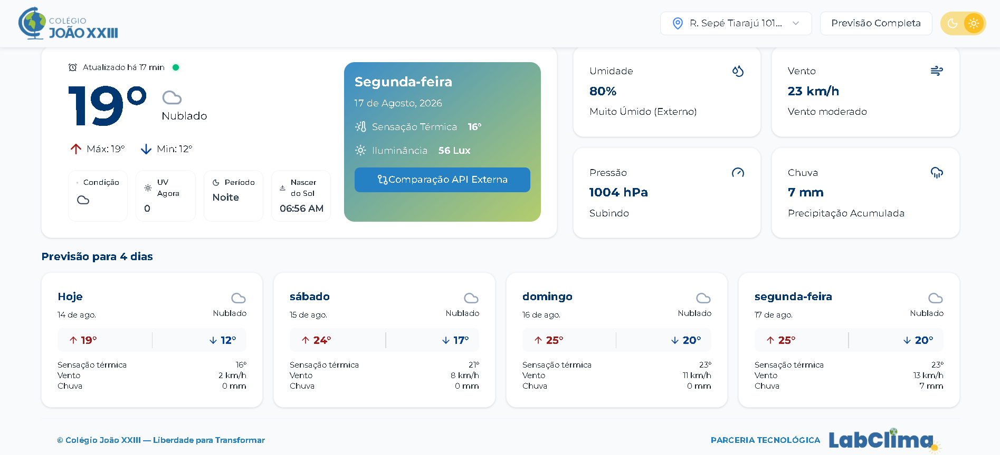 COLÉGIO
JOÃO XXIII
R. Sepé Tiarajú 101...
Previsão Completa
Atualizado há 17 min
19°
Nublado
Máx: 19°
Min: 12°
Condição
UV
Agora
0
Período
Noite
Nascer
do Sol
06:56 AM
Segunda-feira
17 de Agosto, 2026
Sensação Térmica 16°
Iluminância 56 Lux
Comparação API Externa
Umidade
80%
Muito Úmido (Externo)
Vento
23 km/h
Vento moderado
Pressão
1004 hPa
Subindo
Chuva
7 mm
Precipitação Acumulada
Previsão para 4 dias
Hoje
14 de ago.
Nublado
19°
12°
Sensação térmica 16°
Vento 2 km/h
Chuva 0 mm
sábado
15 de ago.
Nublado
24°
17°
Sensação térmica 21°
Vento 8 km/h
Chuva 0 mm
domingo
16 de ago.
Nublado
25°
20°
Sensação térmica 23°
Vento 11 km/h
Chuva 0 mm
segunda-feira
17 de ago.
Nublado
25°
20°
Sensação térmica 23°
Vento 13 km/h
Chuva 7 mm
© Colégio João XXIII — Liberdade para Transformar
PARCERIA TECNOLÓGICA
LabClima